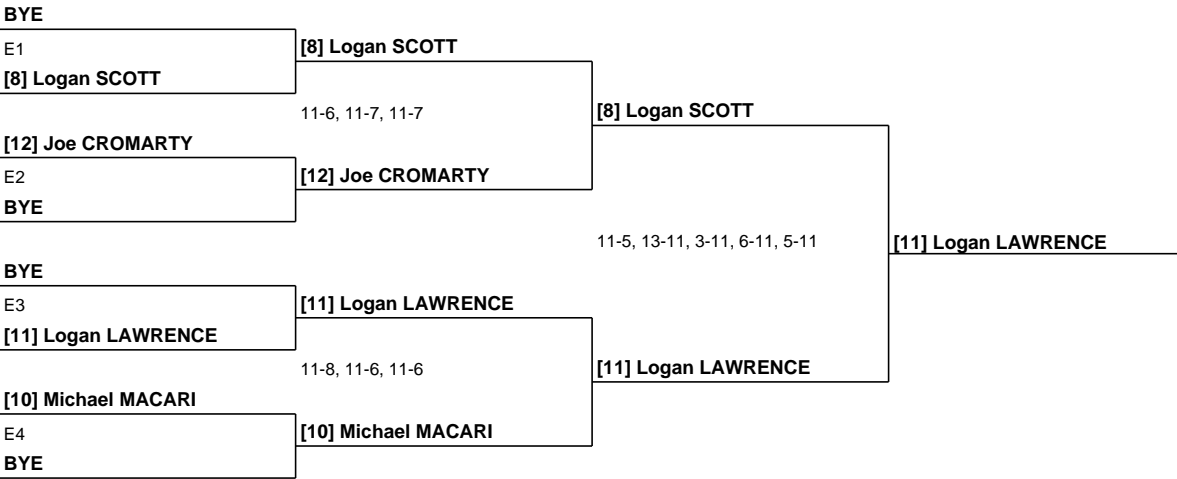 BYE
E1
[8] Logan SCOTT
[8] Logan SCOTT
11-6, 11-7, 11-7
[8] Logan SCOTT
[12] Joe CROMARTY
E2
[12] Joe CROMARTY
BYE
11-5, 13-11, 3-11, 6-11, 5-11
[11] Logan LAWRENCE
BYE
E3
[11] Logan LAWRENCE
[11] Logan LAWRENCE
11-8, 11-6, 11-6
[11] Logan LAWRENCE
[10] Michael MACARI
E4
[10] Michael MACARI
BYE